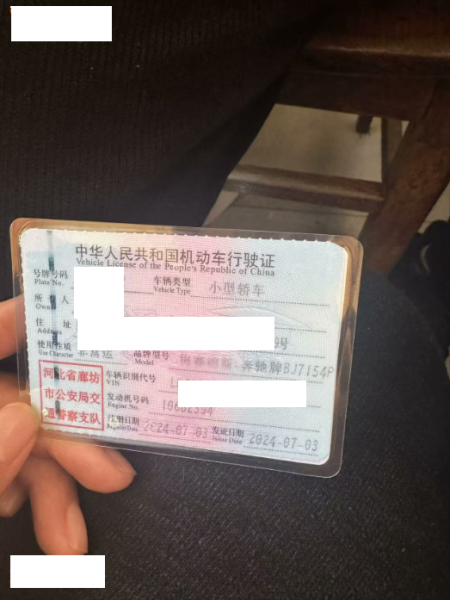 中华人民共和国机动车行驶证
Vehicle License of the People's Republic of China
号牌号码 车辆类型 小型轿车
Plate No. Vehicle Type
所有人
Owner
住址 号
Address
使用性质 非营运 品牌型号 梅赛德斯-奔驰牌BJ7154P
Use Character Model
河北省廊坊
市公安局交
通警察支队
车辆识别代号 L
VIN
发动机号码
Engine No.
注册日期 2024-07-03 发证日期 2024-07-03
Register Date Issue Date